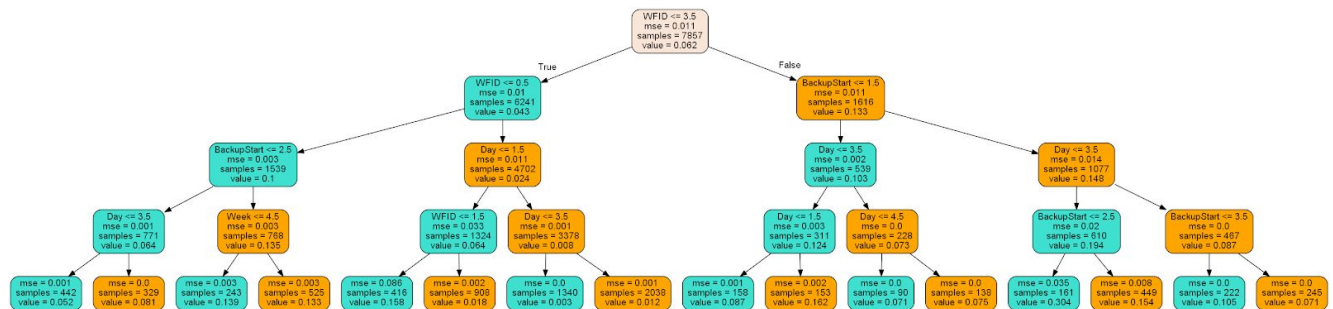 WFID <= 3.5
mse = 0.011
samples = 7857
value = 0.062
True
False
WFID <= 0.5
mse = 0.01
samples = 6241
value = 0.043
BackupStart <= 1.5
mse = 0.011
samples = 1616
value = 0.133
BackupStart <= 2.5
mse = 0.003
samples = 1539
value = 0.1
Day <= 1.5
mse = 0.011
samples = 4702
value = 0.024
Day <= 3.5
mse = 0.002
samples = 539
value = 0.103
Day <= 3.5
mse = 0.014
samples = 1077
value = 0.148
Day <= 3.5
mse = 0.001
samples = 771
value = 0.064
Week <= 4.5
mse = 0.003
samples = 768
value = 0.135
WFID <= 1.5
mse = 0.033
samples = 1324
value = 0.064
Day <= 3.5
mse = 0.001
samples = 3378
value = 0.008
Day <= 1.5
mse = 0.003
samples = 311
value = 0.124
Day <= 4.5
mse = 0.0
samples = 228
value = 0.073
BackupStart <= 2.5
mse = 0.02
samples = 610
value = 0.194
BackupStart <= 3.5
mse = 0.0
samples = 467
value = 0.087
mse = 0.001
samples = 442
value = 0.052
mse = 0.0
samples = 329
value = 0.081
mse = 0.003
samples = 243
value = 0.139
mse = 0.003
samples = 525
value = 0.133
mse = 0.086
samples = 416
value = 0.158
mse = 0.002
samples = 908
value = 0.018
mse = 0.0
samples = 1340
value = 0.003
mse = 0.001
samples = 2038
value = 0.012
mse = 0.001
samples = 158
value = 0.087
mse = 0.002
samples = 153
value = 0.162
mse = 0.0
samples = 90
value = 0.071
mse = 0.0
samples = 138
value = 0.075
mse = 0.035
samples = 161
value = 0.304
mse = 0.008
samples = 449
value = 0.154
mse = 0.0
samples = 222
value = 0.105
mse = 0.0
samples = 245
value = 0.071